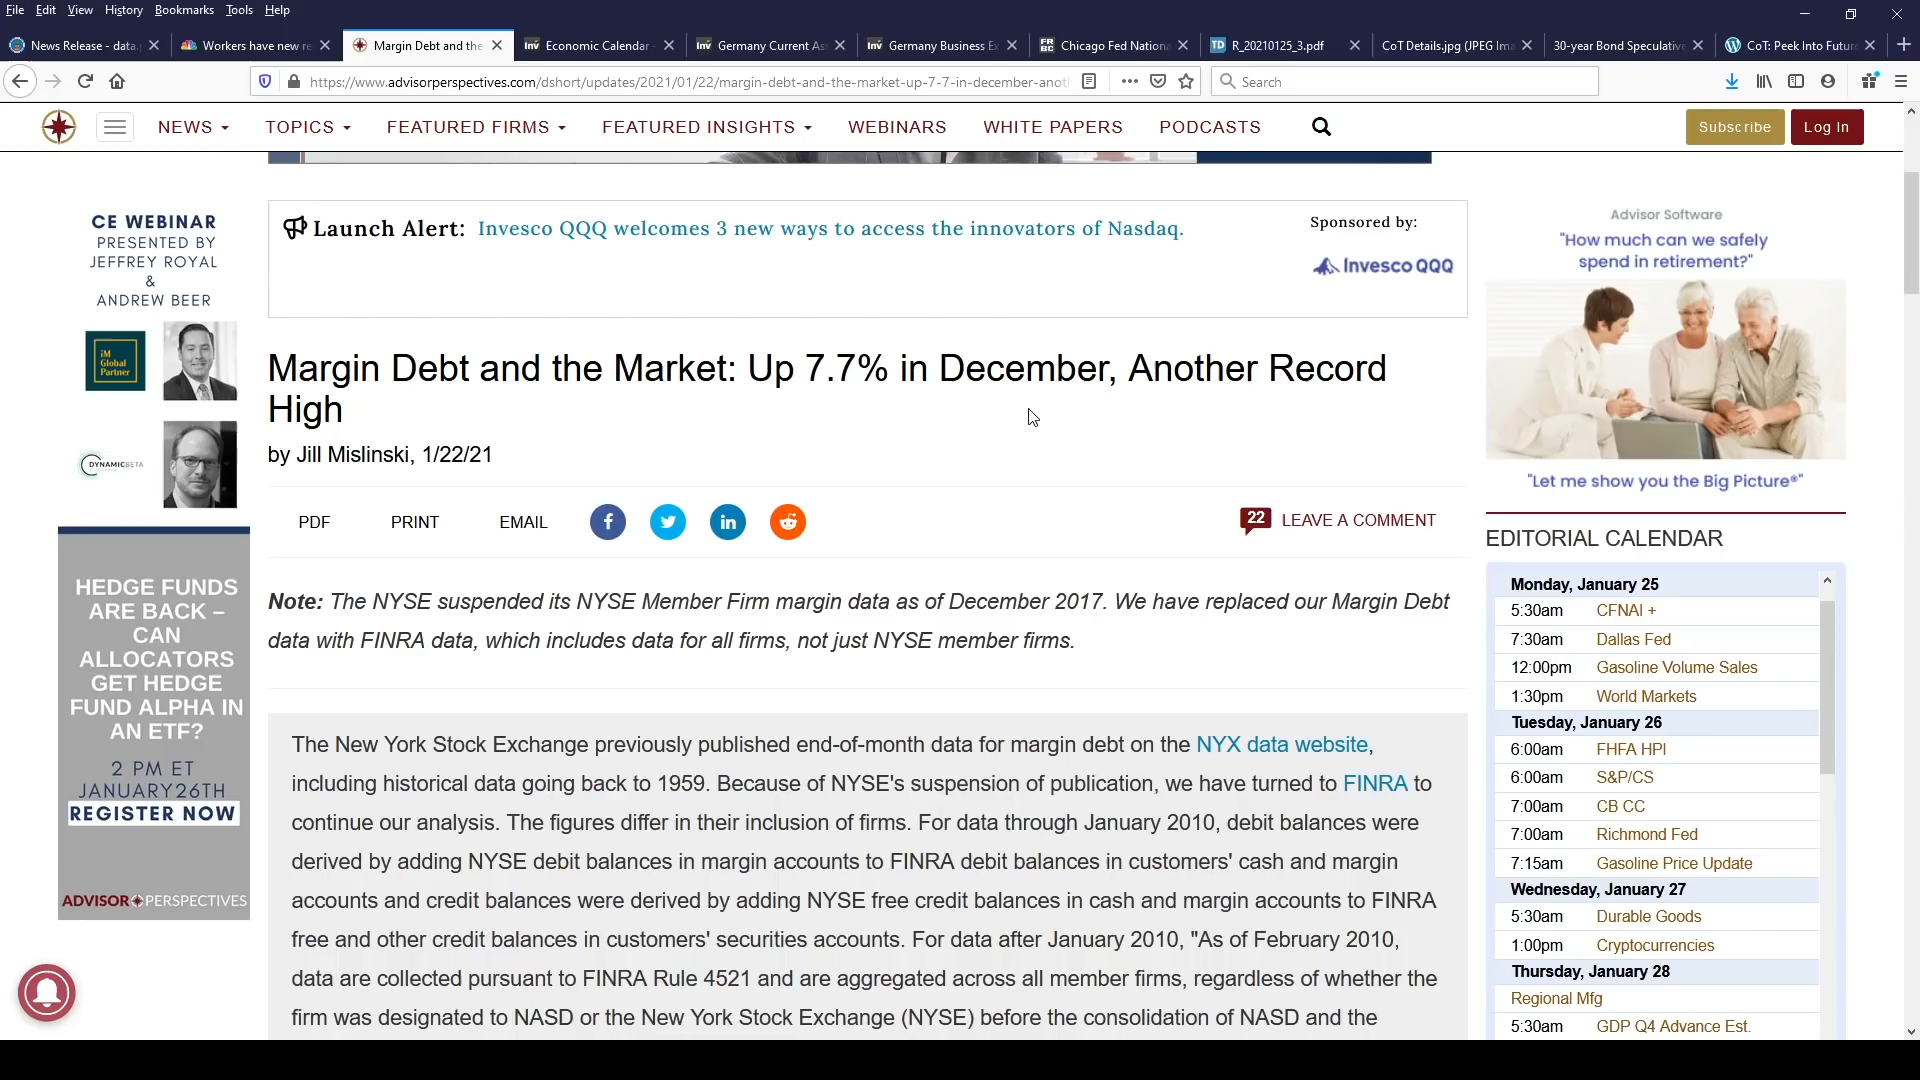 File Edit View History Bookmarks Tools Help
News Release - data.
Workers have new re
Margin Debt and the
Economic Calendar -
Germany Current Ass
Germany Business Ex
Chicago Fed Nationa
R_20210125_3.pdf
CoT Details.jpg (JPEG Ima
30-year Bond Speculative
CoT: Peek Into Futur
https://www.advisorperspectives.com/dshort/updates/2021/01/22/margin-debt-and-the-market-up-7-7-in-december-anot
Search
NEWS TOPICS FEATURED FIRMS FEATURED INSIGHTS WEBINARS WHITE PAPERS PODCASTS
Subscribe
Log In
CE WEBINAR
PRESENTED BY
JEFFREY ROYAL
&
ANDREW BEER
iM
Global
Partner
DYNAMICBETA
HEDGE FUNDS
ARE BACK –
CAN
ALLOCATORS
GET HEDGE
FUND ALPHA IN
AN ETF?
2 PM ET
JANUARY26TH
REGISTER NOW
ADVISOR PERSPECTIVES
Launch Alert: Invesco QQQ welcomes 3 new ways to access the innovators of Nasdaq.
Sponsored by:
Invesco QQQ
Margin Debt and the Market: Up 7.7% in December, Another Record
High
by Jill Mislinski, 1/22/21
PDF PRINT EMAIL
22 LEAVE A COMMENT
Note: The NYSE suspended its NYSE Member Firm margin data as of December 2017. We have replaced our Margin Debt
data with FINRA data, which includes data for all firms, not just NYSE member firms.
The New York Stock Exchange previously published end-of-month data for margin debt on the NYX data website,
including historical data going back to 1959. Because of NYSE's suspension of publication, we have turned to FINRA to
continue our analysis. The figures differ in their inclusion of firms. For data through January 2010, debit balances were
derived by adding NYSE debit balances in margin accounts to FINRA debit balances in customers' cash and margin
accounts and credit balances were derived by adding NYSE free credit balances in cash and margin accounts to FINRA
free and other credit balances in customers' securities accounts. For data after January 2010, "As of February 2010,
data are collected pursuant to FINRA Rule 4521 and are aggregated across all member firms, regardless of whether the
firm was designated to NASD or the New York Stock Exchange (NYSE) before the consolidation of NASD and the
Advisor Software
"How much can we safely
spend in retirement?"
"Let me show you the Big Picture®"
EDITORIAL CALENDAR
Monday, January 25
5:30am CFNAI +
7:30am Dallas Fed
12:00pm Gasoline Volume Sales
1:30pm World Markets
Tuesday, January 26
6:00am FHFA HPI
6:00am S&P/CS
7:00am CB CC
7:00am Richmond Fed
7:15am Gasoline Price Update
Wednesday, January 27
5:30am Durable Goods
1:00pm Cryptocurrencies
Thursday, January 28
Regional Mfg
5:30am GDP Q4 Advance Est.